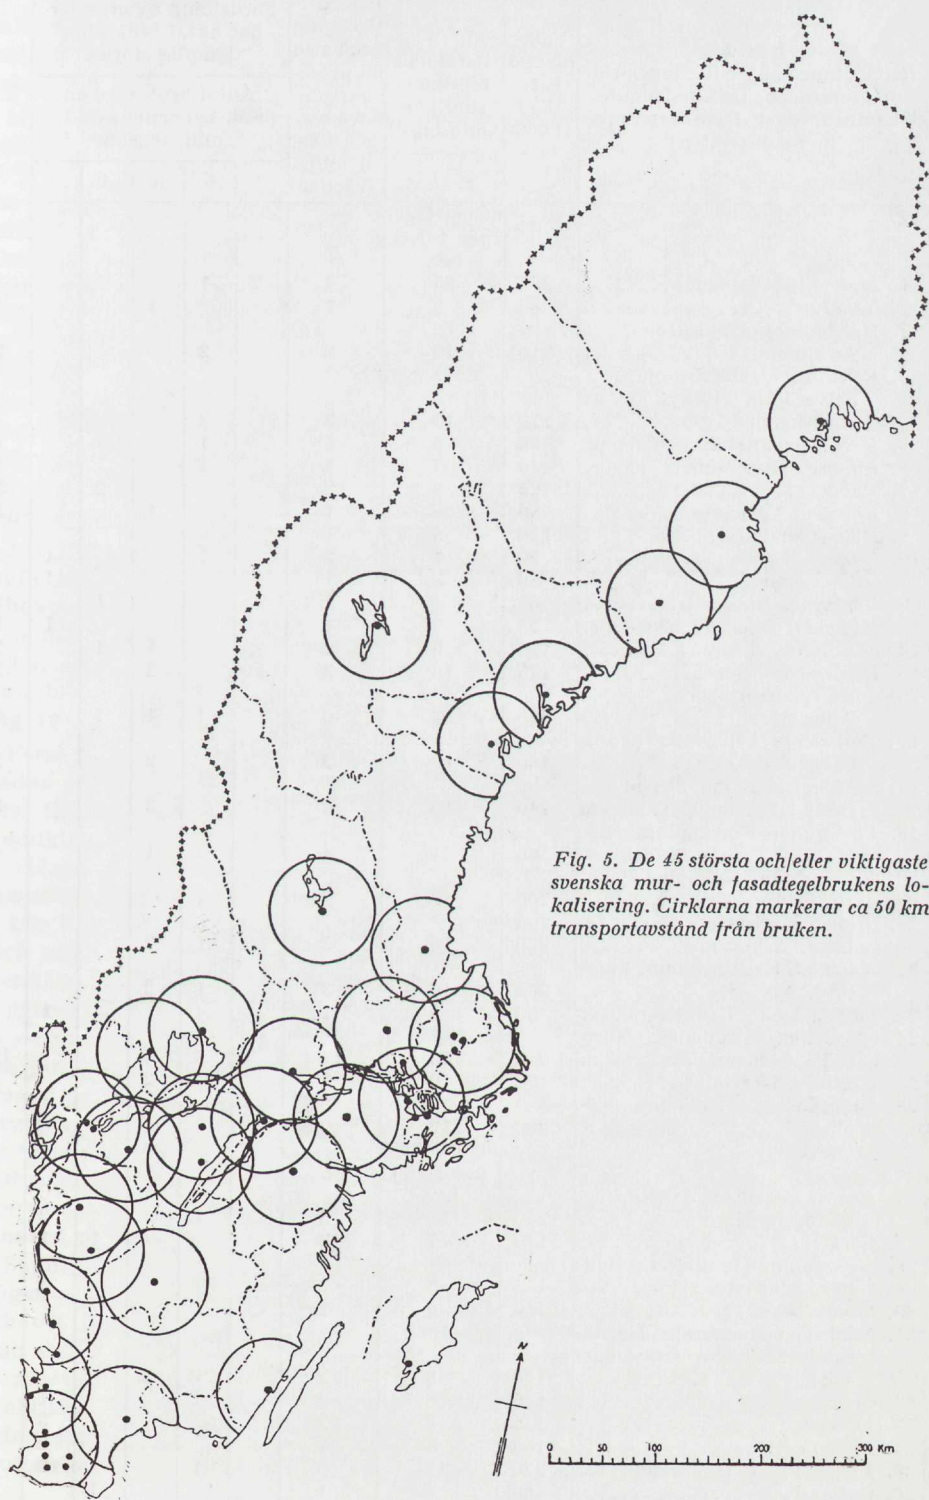 Fig. 5. De 45 största och/eller viktigaste
svenska mur- och fasadtegelbrukens lo-
kalisering. Cirklarna markerar ca 50 km
transportavstånd från bruken.
N
0 50 100 200 300 Km